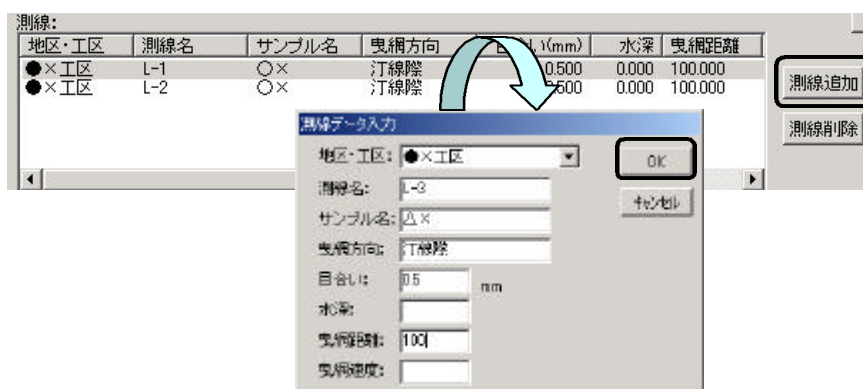 測線:
地区・工区 測線名 サンプル名 曳網方向 (mm) 水深 曳網距離
●×工区 L-1 ○× 汀線際 0.500 0.000 100.000
●×工区 L-2 ○× 汀線際 500 0.000 100.000
測線追加
測線削除
測線データ入力
地区・工区: ●×工区
OK
測線名: L-3
キャンセル
サンプル名: △×
曳網方向: 汀線際
目合い: 0.5 mm
水深:
曳網距離: 100
曳網速度: